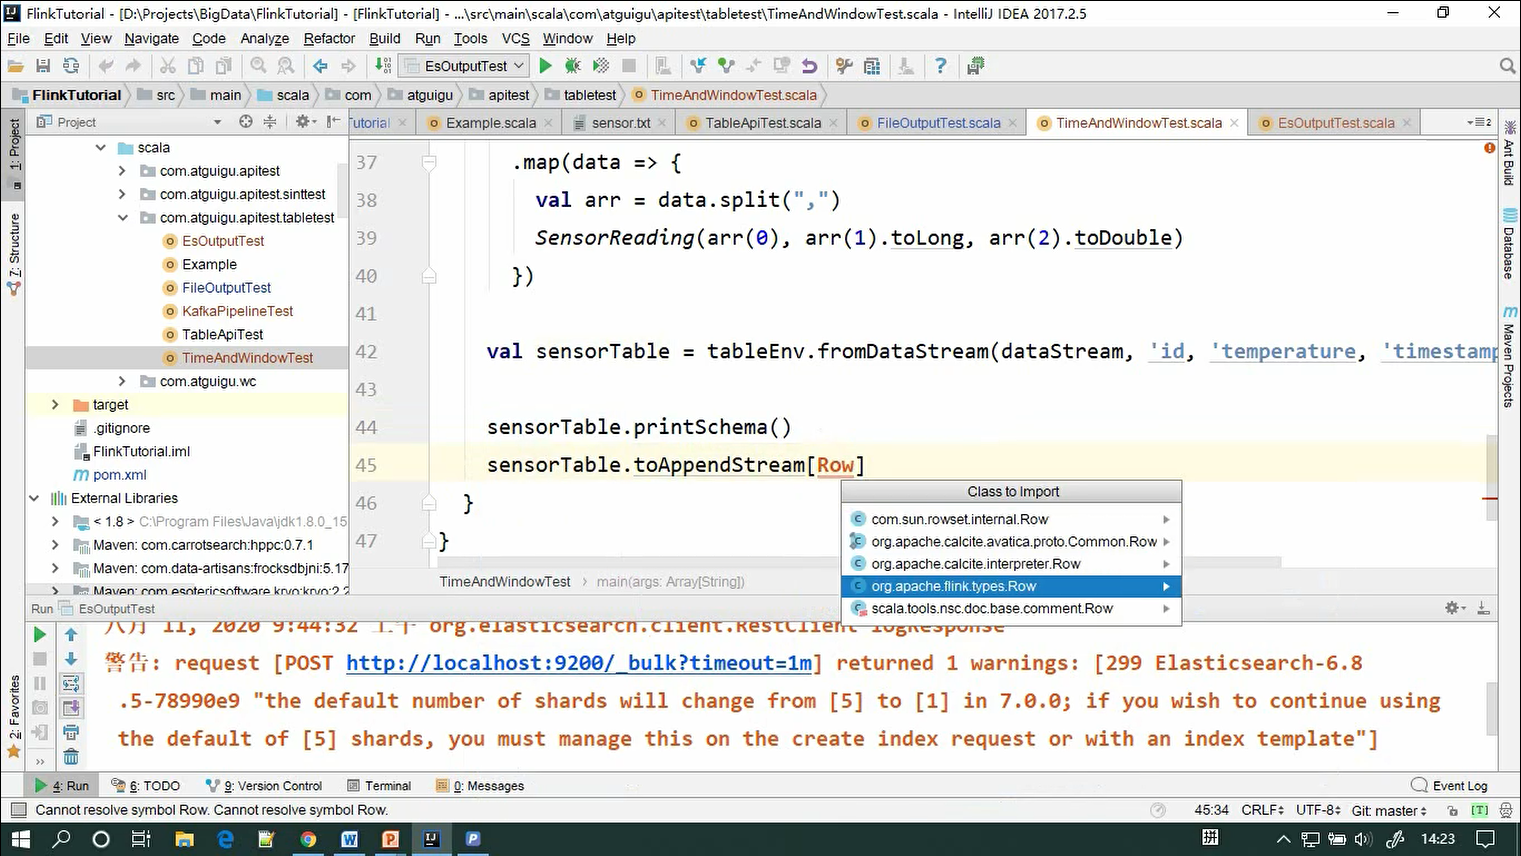 FlinkTutorial - [D:\Projects\BigData\FlinkTutorial] - [FlinkTutorial] - ...\src\main\scala\com\atguigu\apitest\tabletest\TimeAndWindowTest.scala - IntelliJ IDEA 2017.2.5
File Edit View Navigate Code Analyze Refactor Build Run Tools VCS Window Help
EsOutputTest
FlinkTutorial src main scala com atguigu apitest tabletest TimeAndWindowTest.scala
Project
Tutorial Example.scala sensor.txt TableApiTest.scala FileOutputTest.scala TimeAndWindowTest.scala EsOutputTest.scala
1: Project
7: Structure
2: Favorites
scala
com.atguigu.apitest
com.atguigu.apitest.sinttest
com.atguigu.apitest.tabletest
EsOutputTest
Example
FileOutputTest
KafkaPipelineTest
TableApiTest
TimeAndWindowTest
com.atguigu.wc
target
.gitignore
FlinkTutorial.iml
pom.xml
External Libraries
< 1.8 > C:\Program Files\Java\jdk1.8.0_15
Maven: com.carrotsearch:hppc:0.7.1
Maven: com.data-artisans:frocksdbjni:5.17
Maven: com.esotericsoftware.kryo:kryo:2.2
37 .map(data => {
38 val arr = data.split(",")
39 SensorReading(arr(0), arr(1).toLong, arr(2).toDouble)
40 })
41
42 val sensorTable = tableEnv.fromDataStream(dataStream, 'id, 'temperature, 'timestamp
43
44 sensorTable.printSchema()
45 sensorTable.toAppendStream[Row]
46 }
47 }
Class to Import
com.sun.rowset.internal.Row
org.apache.calcite.avatica.proto.Common.Row
org.apache.calcite.interpreter.Row
org.apache.flink.types.Row
scala.tools.nsc.doc.base.comment.Row
TimeAndWindowTest main(args: Array[String])
Ant Build
Database
Maven Projects
Run EsOutputTest
八月 11, 2020 9:44:32 上午 org.elasticsearch.client.RestClient logResponse
警告: request [POST http://localhost:9200/_bulk?timeout=1m] returned 1 warnings: [299 Elasticsearch-6.8
.5-78990e9 "the default number of shards will change from [5] to [1] in 7.0.0; if you wish to continue using
the default of [5] shards, you must manage this on the create index request or with an index template"]
4: Run 6: TODO 9: Version Control Terminal 0: Messages Event Log
Cannot resolve symbol Row. Cannot resolve symbol Row. 45:34 CRLF UTF-8 Git: master [T]
拼 14:23